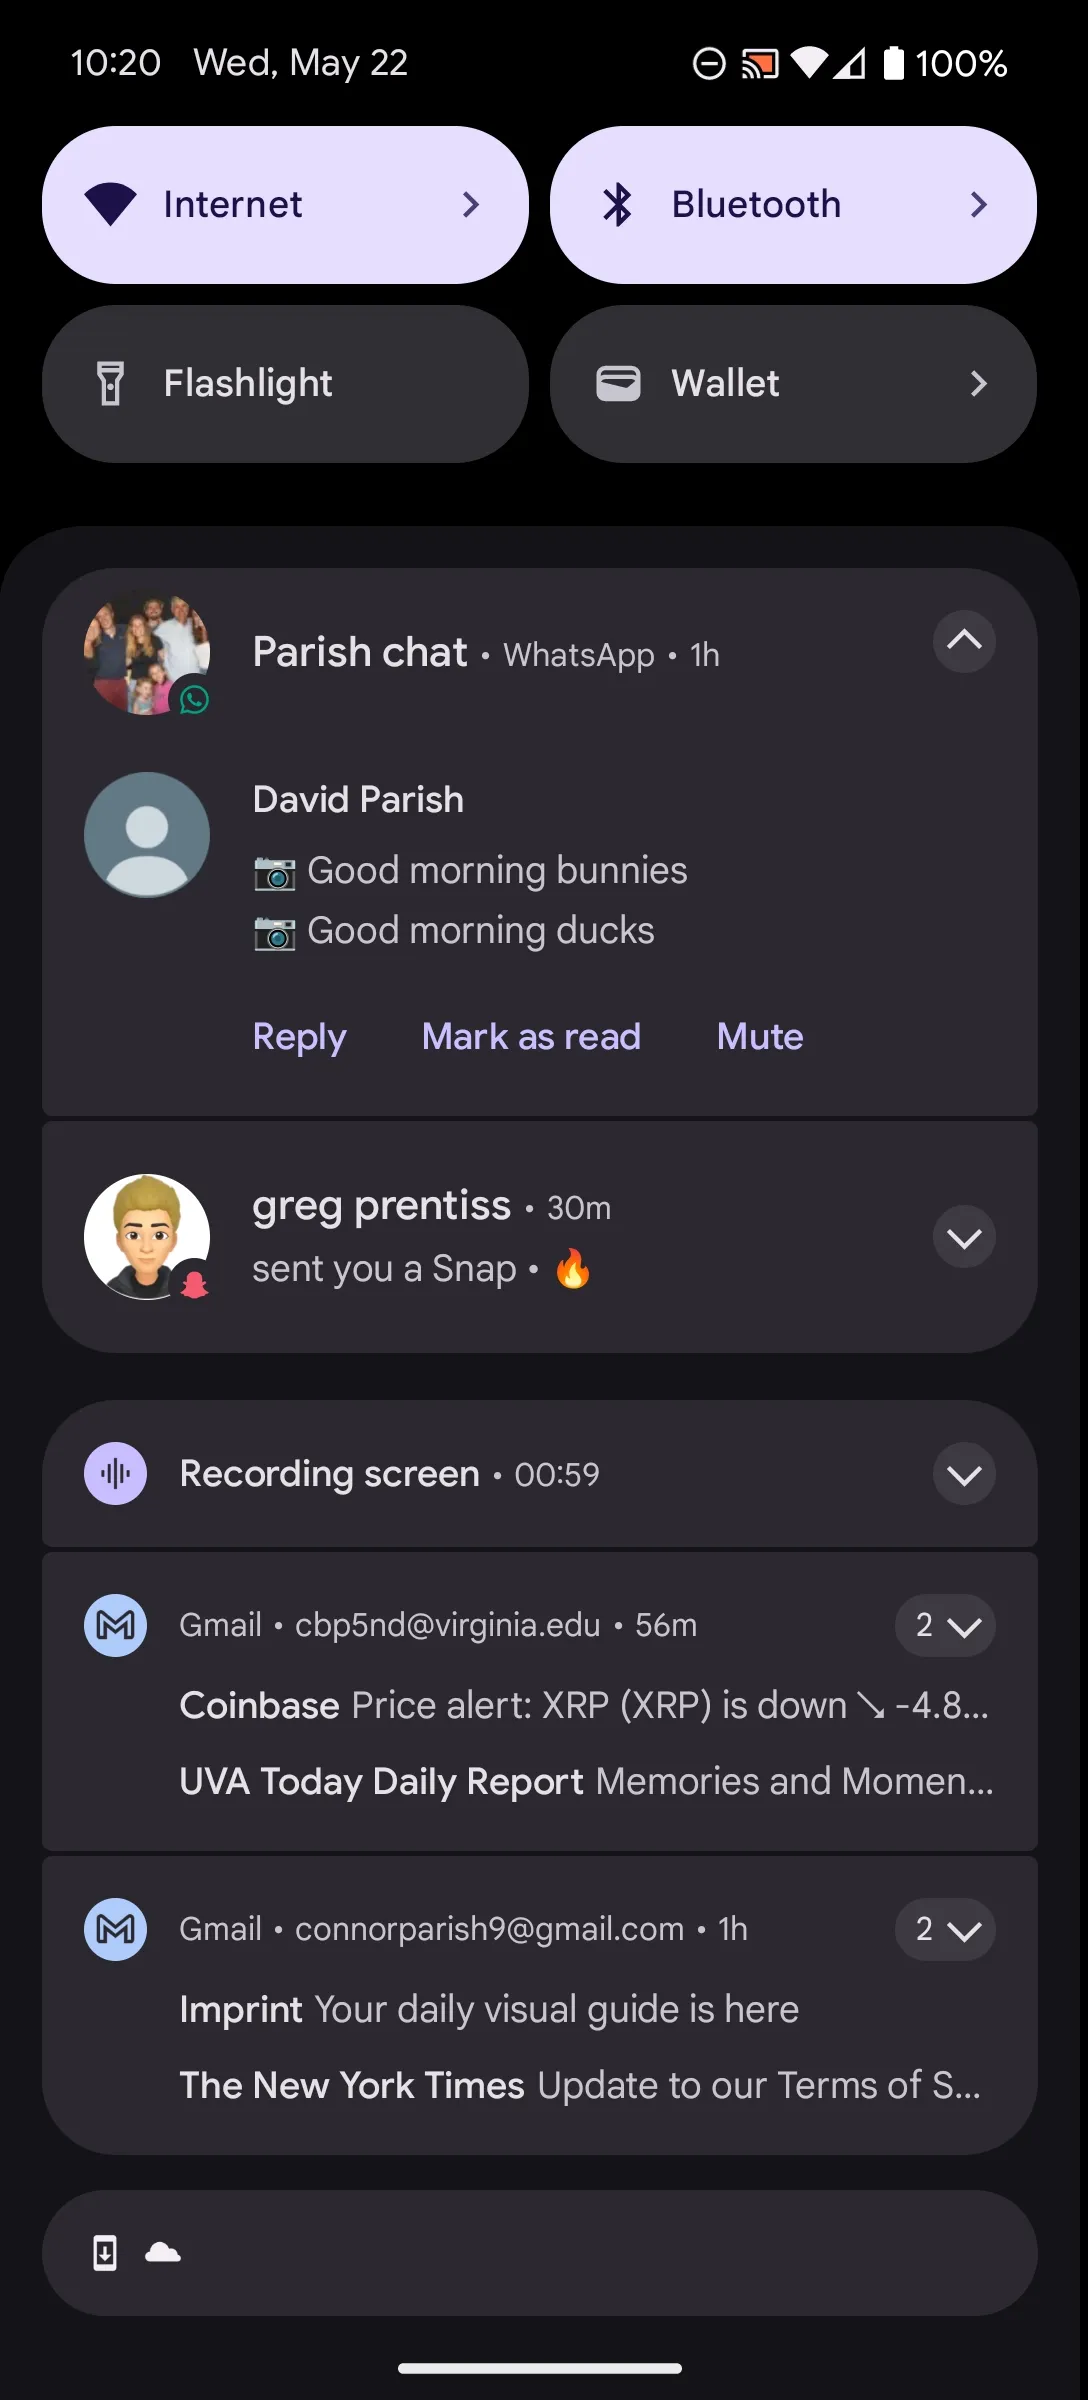 10:20 Wed, May 22 100%
Internet
Bluetooth
Flashlight
Wallet
Parish chat • WhatsApp • 1h
David Parish
📷 Good morning bunnies
📷 Good morning ducks
Reply Mark as read Mute
greg prentiss • 30m
sent you a Snap • 🔥
Recording screen • 00:59
Gmail • cbp5nd@virginia.edu • 56m 2
Coinbase Price alert: XRP (XRP) is down ↘ -4.8...
UVA Today Daily Report Memories and Momen...
Gmail • connorparish9@gmail.com • 1h 2
Imprint Your daily visual guide is here
The New York Times Update to our Terms of S...